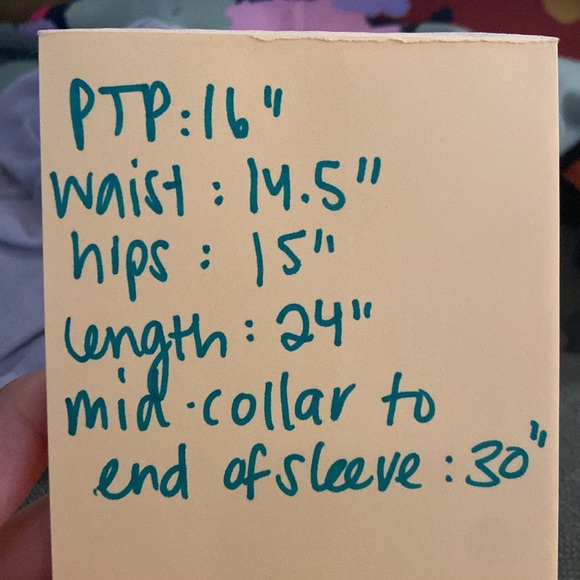 PTP: 16"
waist: 14.5"
hips: 15"
length: 24"
mid-collar to
end of sleeve: 30"